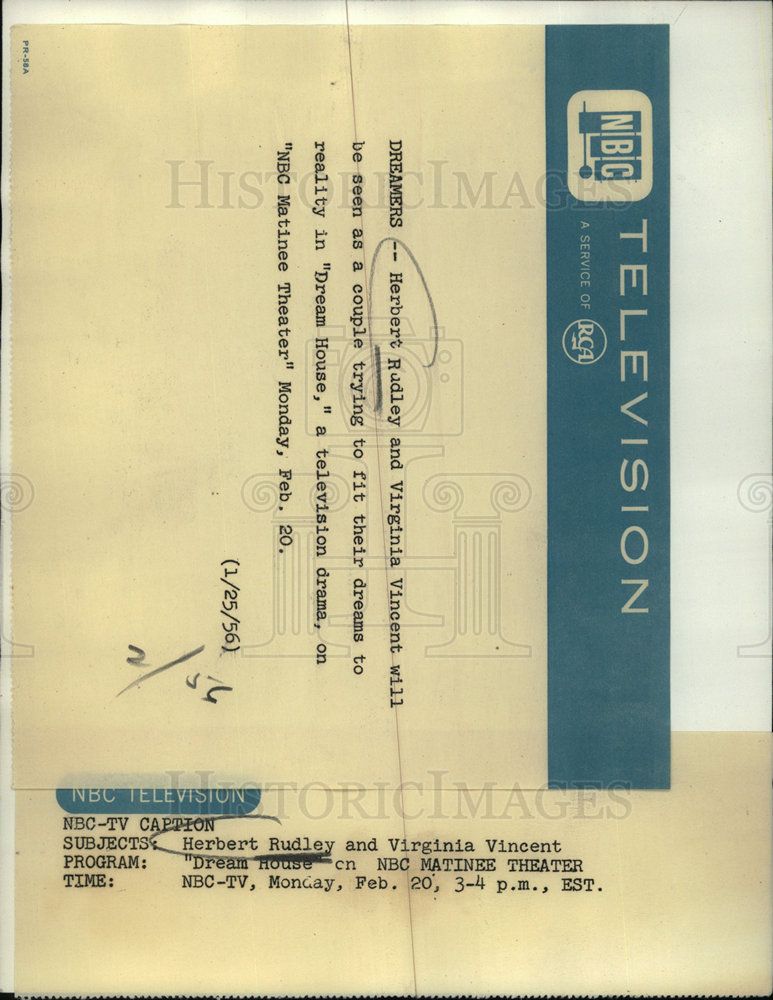 PR-58A
NBC
TELEVISION
A SERVICE OF RCA
DREAMERS -- Herbert Rudley and Virginia Vincent will
be seen as a couple trying to fit their dreams to
reality in "Dream House," a television drama, on
"NBC Matinee Theater" Monday, Feb. 20.
(1/25/56)
HISTORIC IMAGES
HISTORIC IMAGES
NBC TELEVISION
NBC-TV CAPTION
SUBJECTS: Herbert Rudley and Virginia Vincent
PROGRAM: "Dream House" cn NBC MATINEE THEATER
TIME: NBC-TV, Monday, Feb. 20, 3-4 p.m., EST.